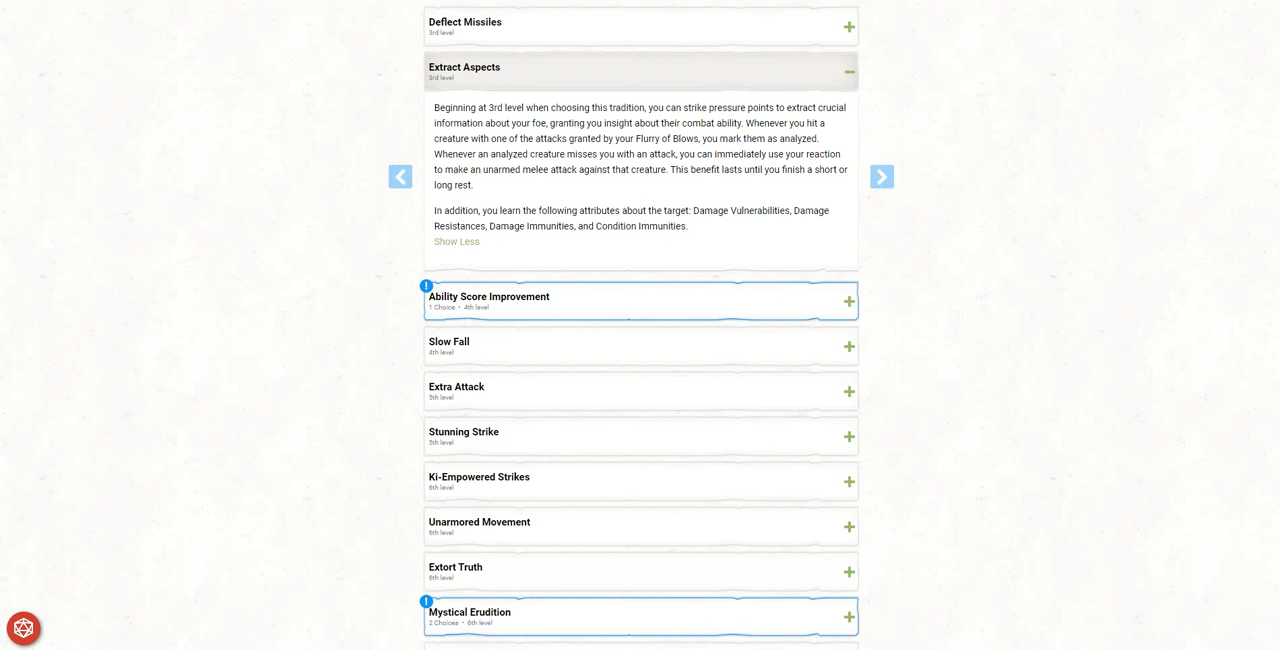 Deflect Missiles
3rd level
Extract Aspects
3rd level
Beginning at 3rd level when choosing this tradition, you can strike pressure points to extract crucial
information about your foe, granting you insight about their combat ability. Whenever you hit a
creature with one of the attacks granted by your Flurry of Blows, you mark them as analyzed.
Whenever an analyzed creature misses you with an attack, you can immediately use your reaction
to make an unarmed melee attack against that creature. This benefit lasts until you finish a short or
long rest.
In addition, you learn the following attributes about the target: Damage Vulnerabilities, Damage
Resistances, Damage Immunities, and Condition Immunities.
Show Less
!
Ability Score Improvement
1 Choice • 4th level
Slow Fall
4th level
Extra Attack
5th level
Stunning Strike
5th level
Ki-Empowered Strikes
6th level
Unarmored Movement
6th level
Extort Truth
6th level
!
Mystical Erudition
2 Choices • 6th level